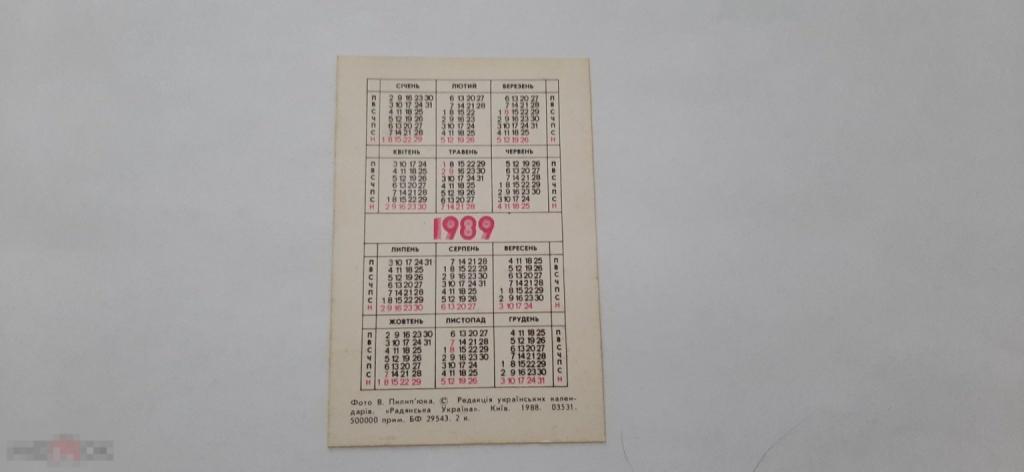 СІЧЕНЬ ЛЮТИЙ БЕРЕЗЕНЬ
П 2 9 16 23 30 6 13 20 27 6 13 20 27 П
В 3 10 17 24 31 7 14 21 28 7 14 21 28 В
С 4 11 18 25 1 8 15 22 1 8 15 22 29 С
Ч 5 12 19 26 2 9 16 23 2 9 16 23 30 Ч
П 6 13 20 27 3 10 17 24 3 10 17 24 31 П
С 7 14 21 28 4 11 18 25 4 11 18 25 С
Н 1 8 15 22 29 5 12 19 26 5 12 19 26 Н
КВІТЕНЬ ТРАВЕНЬ ЧЕРВЕНЬ
П 3 10 17 24 1 8 15 22 29 5 12 19 26 П
В 4 11 18 25 2 9 16 23 30 6 13 20 27 В
С 5 12 19 26 3 10 17 24 31 7 14 21 28 С
Ч 6 13 20 27 4 11 18 25 1 8 15 22 29 Ч
П 7 14 21 28 5 12 19 26 2 9 16 23 30 П
С 1 8 15 22 29 6 13 20 27 3 10 17 24 С
Н 2 9 16 23 30 7 14 21 28 4 11 18 25 Н
1989
ЛИПЕНЬ СЕРПЕНЬ ВЕРЕСЕНЬ
П 3 10 17 24 31 7 14 21 28 4 11 18 25 П
В 4 11 18 25 1 8 15 22 29 5 12 19 26 В
С 5 12 19 26 2 9 16 23 30 6 13 20 27 С
Ч 6 13 20 27 3 10 17 24 31 7 14 21 28 Ч
П 7 14 21 28 4 11 18 25 1 8 15 22 29 П
С 1 8 15 22 29 5 12 19 26 2 9 16 23 30 С
Н 2 9 16 23 30 6 13 20 27 3 10 17 24 Н
ЖОВТЕНЬ ЛИСТОПАД ГРУДЕНЬ
П 2 9 16 23 30 6 13 20 27 4 11 18 25 П
В 3 10 17 24 31 7 14 21 28 5 12 19 26 В
С 4 11 18 25 1 8 15 22 29 6 13 20 27 С
Ч 5 12 19 26 2 9 16 23 30 7 14 21 28 Ч
П 6 13 20 27 3 10 17 24 1 8 15 22 29 П
С 7 14 21 28 4 11 18 25 2 9 16 23 30 С
Н 1 8 15 22 29 5 12 19 26 3 10 17 24 31 Н
Фото В. Пилип'юка. © Редакція українських кален-
дарів. «Радянська Україна». Київ. 1988. 03531.
500000 прим. БФ 29543. 2 к.